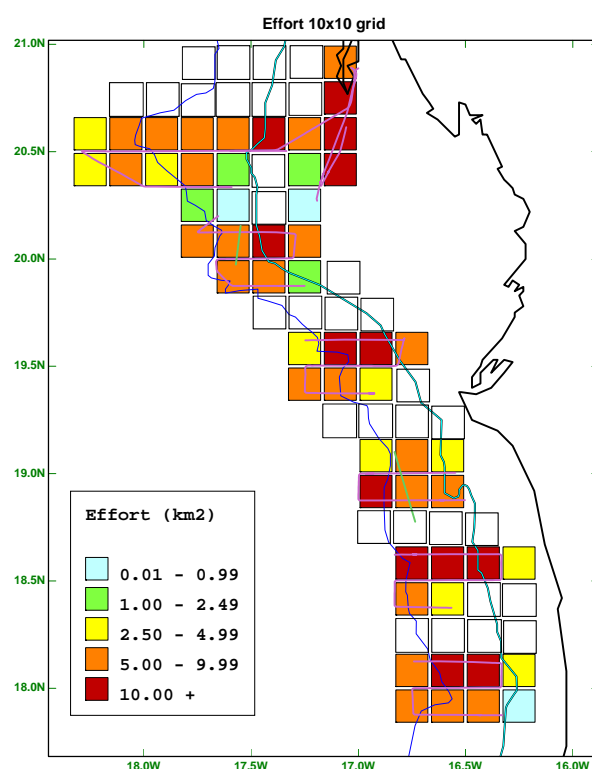 Effort 10x10 grid
21.0N
20.5N
20.0N
19.5N
19.0N
18.5N
18.0N
Effort (km2)
0.01 - 0.99
1.00 - 2.49
2.50 - 4.99
5.00 - 9.99
10.00 +
18.0W 17.5W 17.0W 16.5W 16.0W